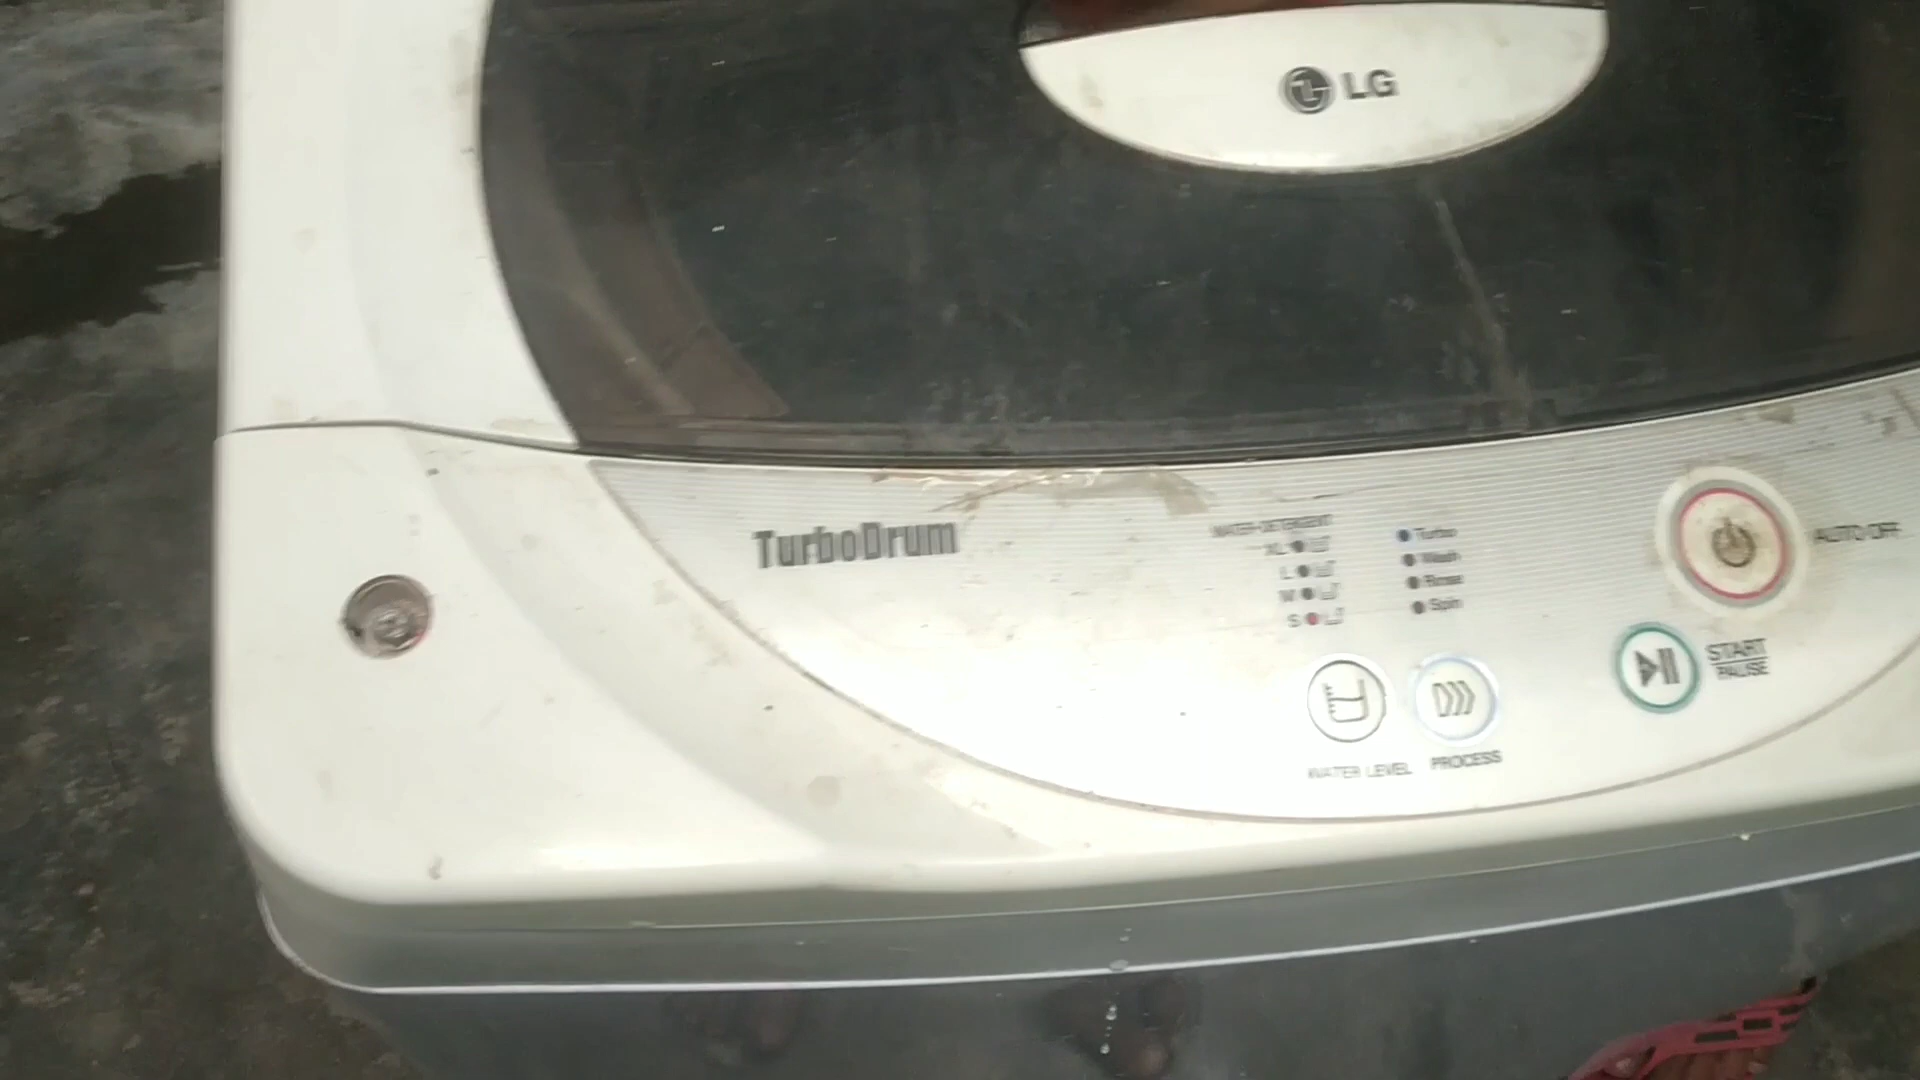 LG
TurboDrum
WATER-DETERGENT
XL
L
M
S
Turbo
Wash
Rinse
Spin
AUTO OFF
START
PAUSE
WATER LEVEL
PROCESS